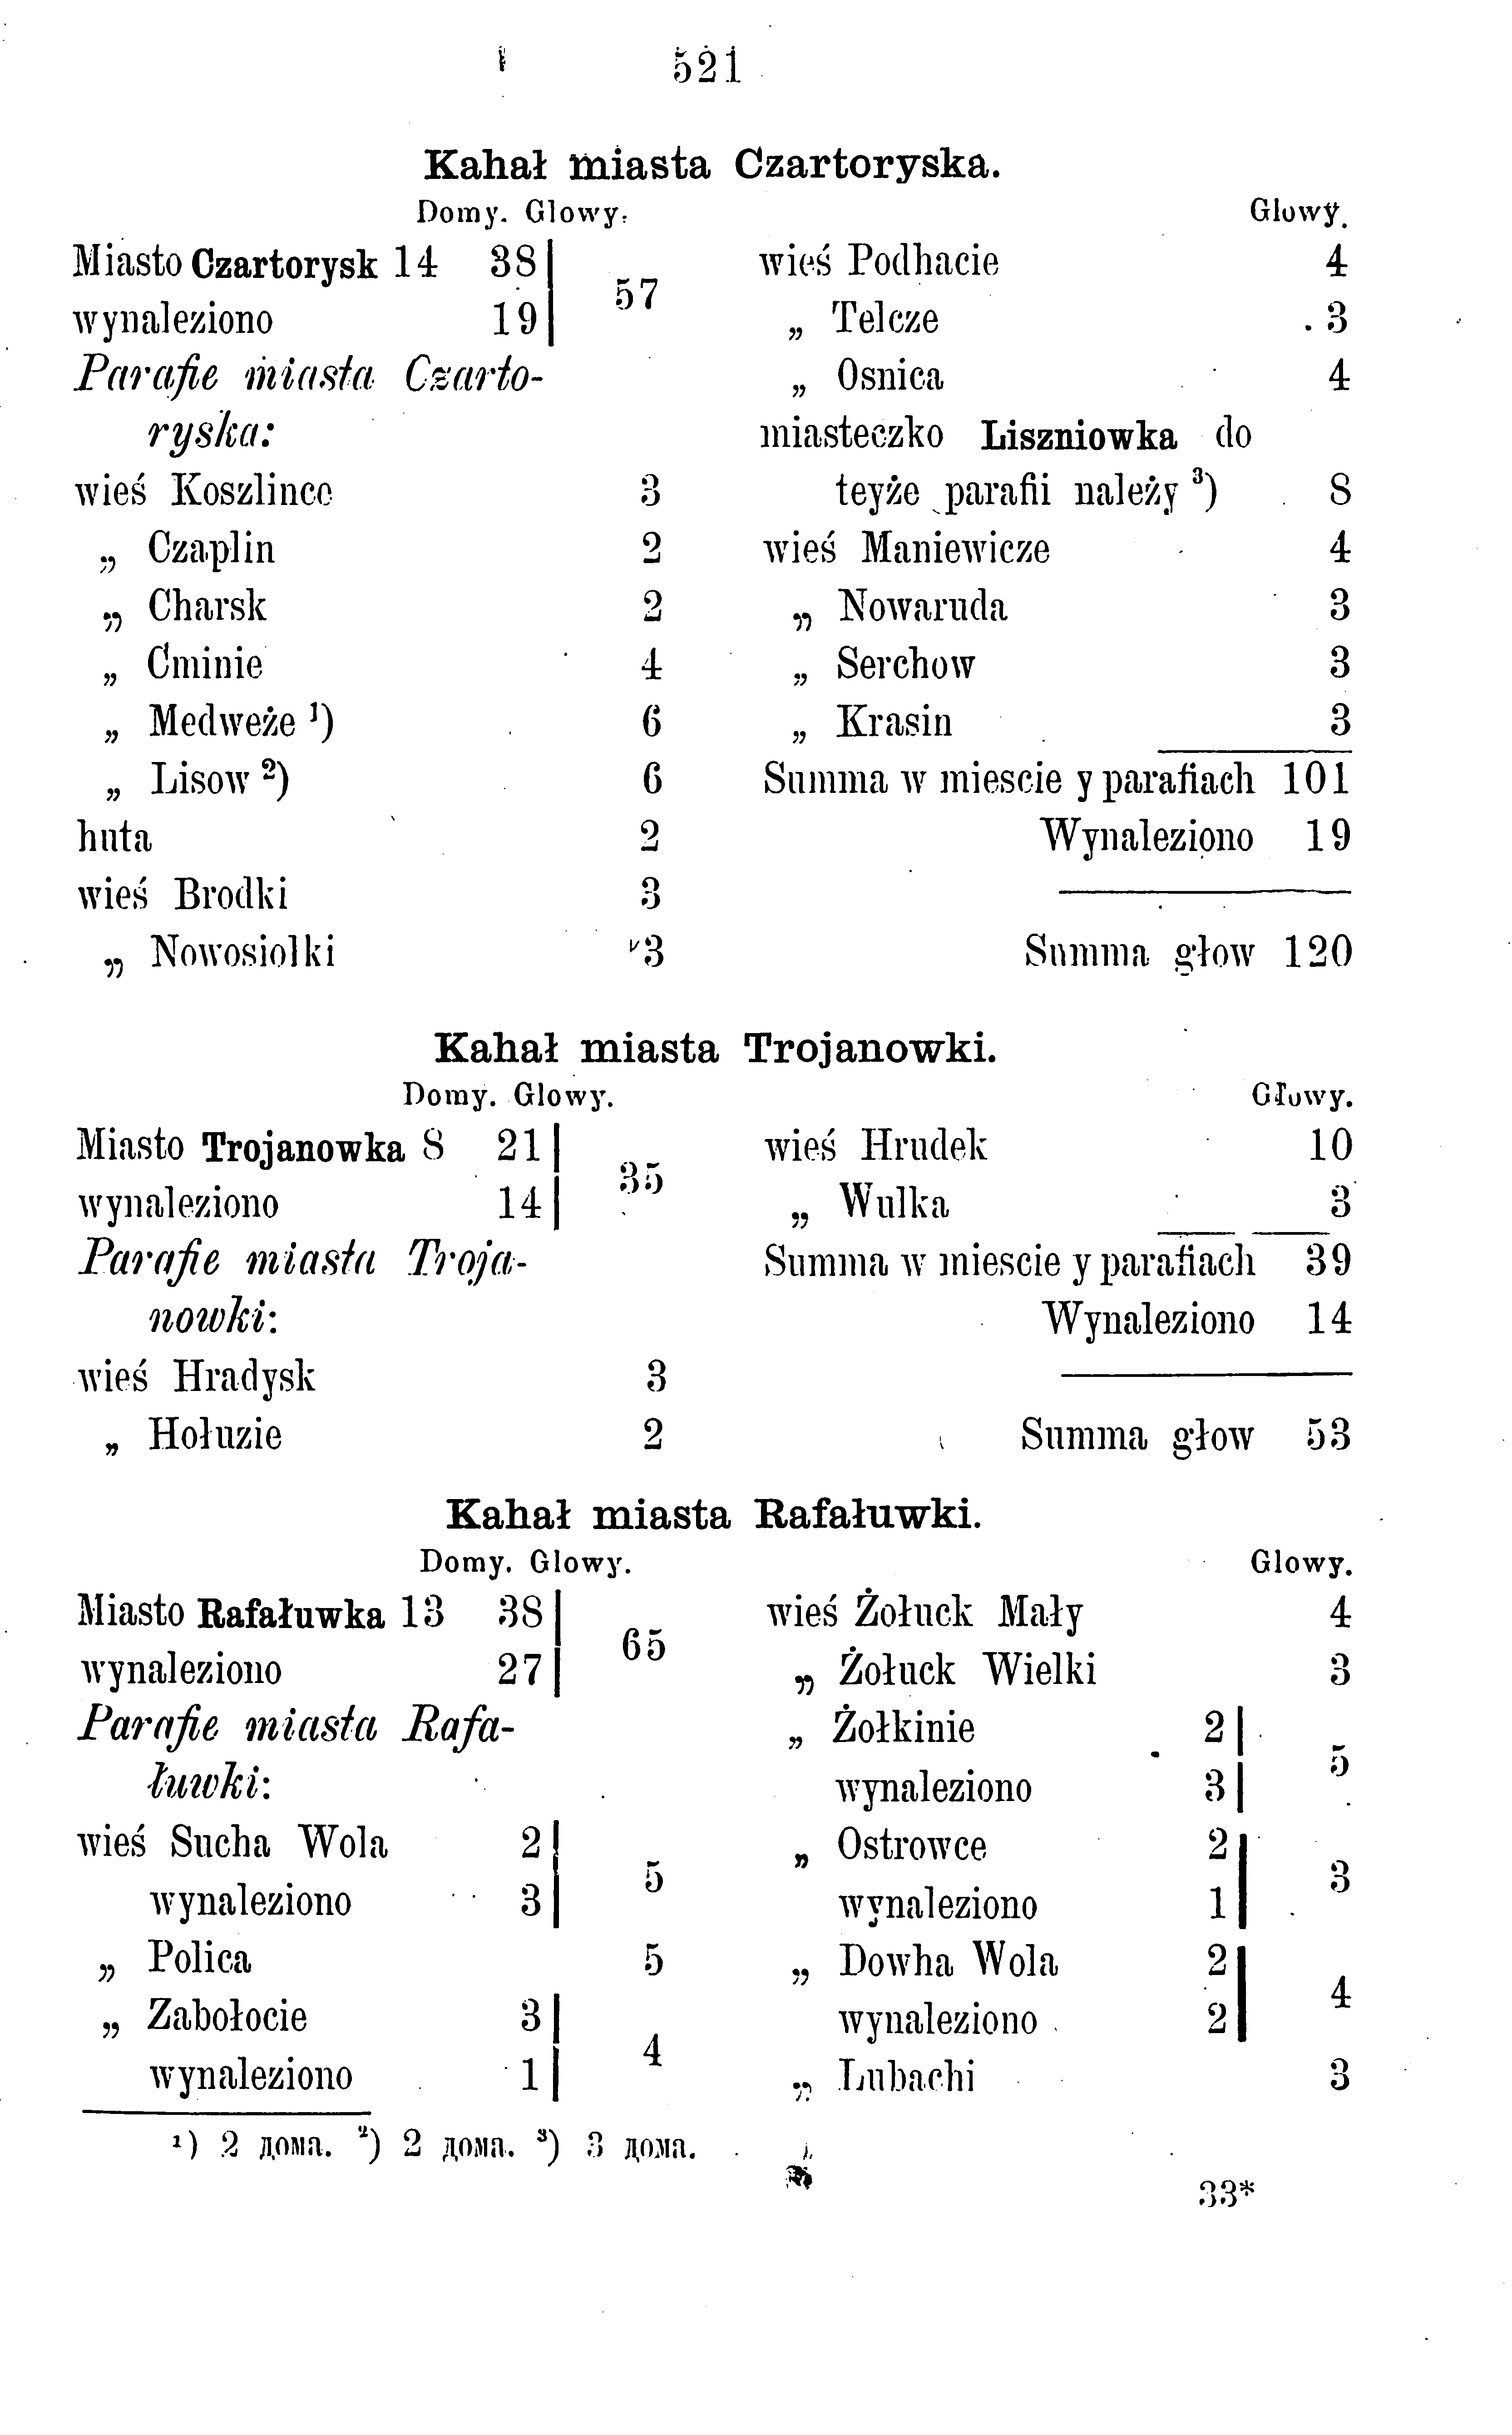 521
Kahał miasta Czartoryska.
Domy. Glowy.
Miasto Czartorysk 14 38 57
wynaleziono 19
Parafie miasta Czarto-
ryska:
wieś Koszlince 3
„ Czaplin 2
„ Charsk 2
„ Cminie 4
„ Medweże ¹) 6
„ Lisow ²) 6
huta 2
wieś Brodki 3
„ Nowosiolki 3
Glowy.
wieś Podhacie 4
„ Telcze 3
„ Osnica 4
miasteczko Liszniowka do
teyże parafii należy ³) 8
wieś Maniewicze 4
„ Nowaruda 3
„ Serchow 3
„ Krasin 3
Summa w miescie y parafiach 101
Wynaleziono 19
Summa głow 120
Kahał miasta Trojanowki.
Domy. Glowy.
Miasto Trojanowka 8 21 35
wynaleziono 14
Parafie miasta Troja-
nowki:
wieś Hradysk 3
„ Hołuzie 2
Głowy.
wieś Hrudek 10
„ Wulka 3
Summa w miescie y parafiach 39
Wynaleziono 14
Summa głow 53
Kahał miasta Rafałuwki.
Domy. Glowy.
Miasto Rafałuwka 13 38 65
wynaleziono 27
Parafie miasta Rafa-
łuwki:
wieś Sucha Wola 2 5
wynaleziono 3
„ Polica 5
„ Zabołocie 3 4
wynaleziono 1
Glowy.
wieś Żołuck Mały 4
„ Żołuck Wielki 3
„ Żołkinie 2 5
wynaleziono 3
„ Ostrowce 2 3
wynaleziono 1
„ Dowha Wola 2 4
wynaleziono 2
„ Lubachi 3
¹) 2 дома. ²) 2 дома. ³) 3 дома.
33*